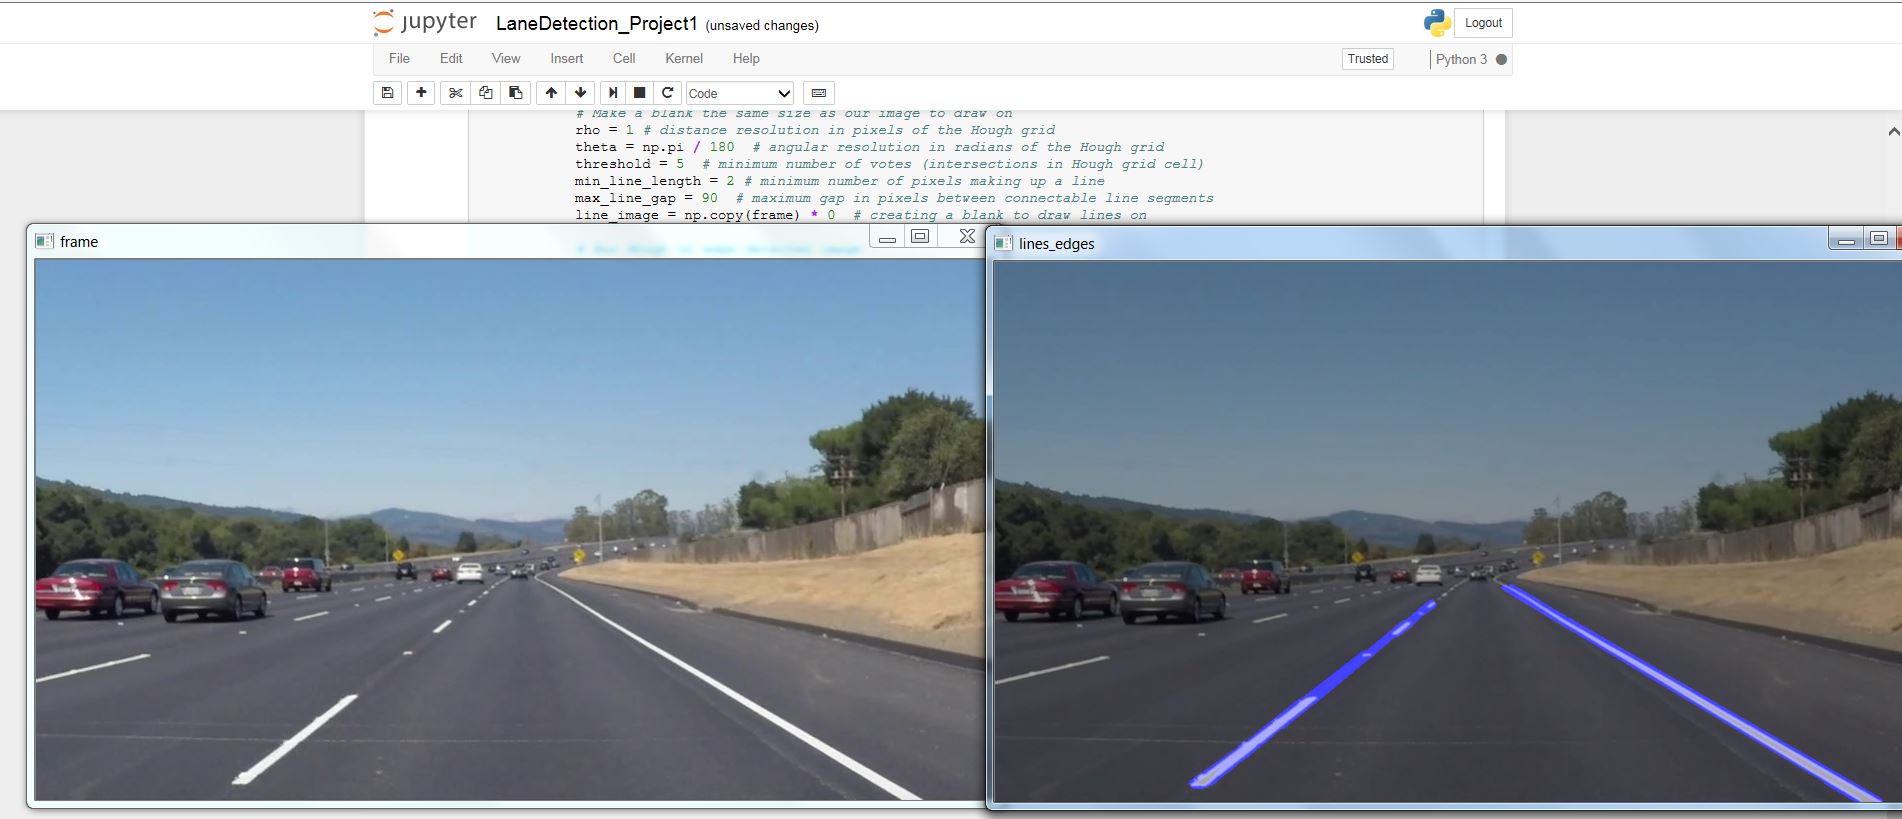 jupyter LaneDetection_Project1 (unsaved changes) Logout
File Edit View Insert Cell Kernel Help Trusted Python 3
Code
# Make a blank the same size as our image to draw on
rho = 1 # distance resolution in pixels of the Hough grid
theta = np.pi / 180  # angular resolution in radians of the Hough grid
threshold = 5  # minimum number of votes (intersections in Hough grid cell)
min_line_length = 2 # minimum number of pixels making up a line
max_line_gap = 90  # maximum gap in pixels between connectable line segments
line_image = np.copy(frame) * 0  # creating a blank to draw lines on
frame
lines_edges